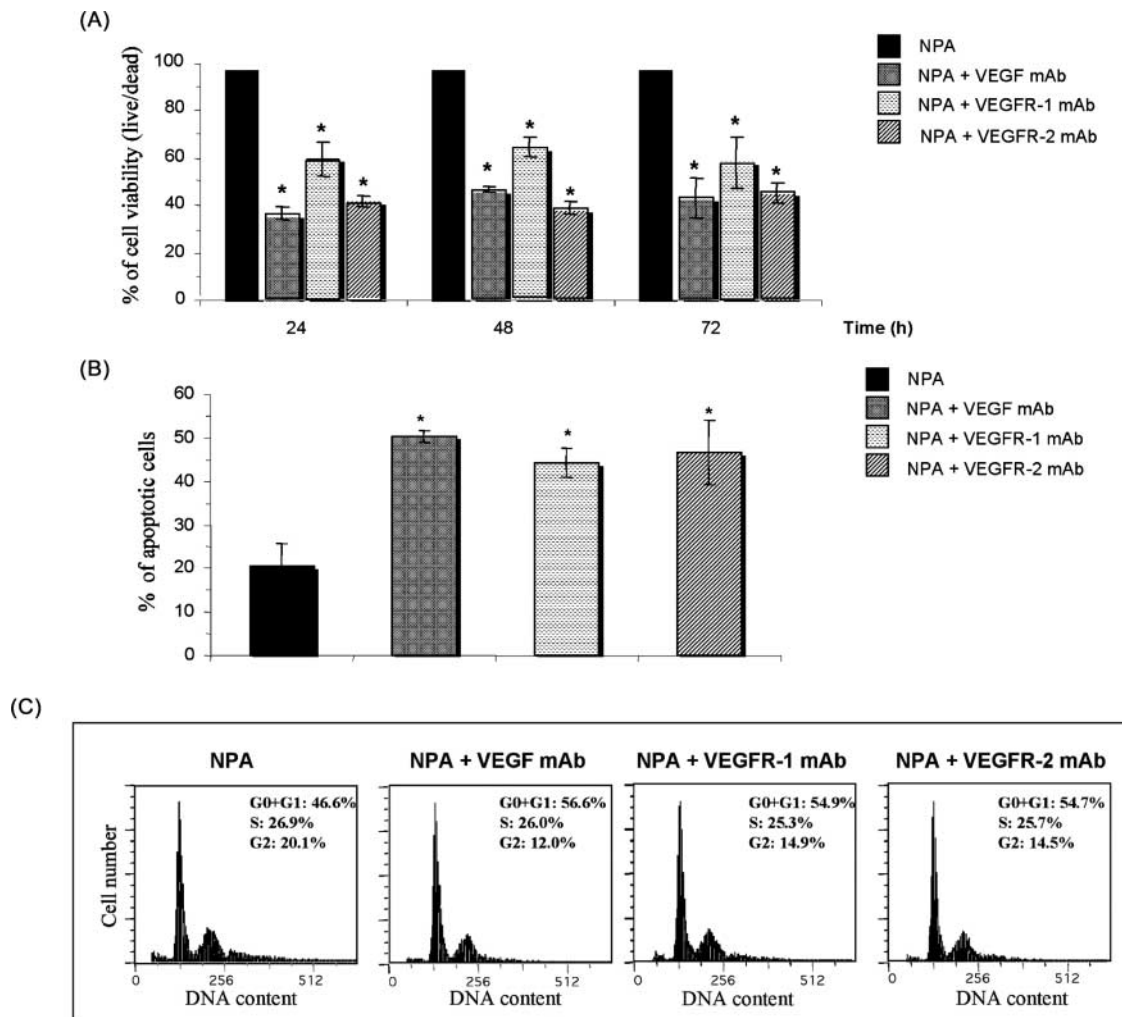 (A)
NPA
NPA + VEGF mAb
NPA + VEGFR-1 mAb
NPA + VEGFR-2 mAb
% of cell viability (live/dead)
100
80
60
40
20
0
* * *
* * *
* * *
24 48 72 Time (h)
(B)
NPA
NPA + VEGF mAb
NPA + VEGFR-1 mAb
NPA + VEGFR-2 mAb
% of apoptotic cells
60
50
40
30
20
10
0
* * *
(C)
NPA
G0+G1: 46.6%
S: 26.9%
G2: 20.1%
Cell number
0 256 512
DNA content
NPA + VEGF mAb
G0+G1: 56.6%
S: 26.0%
G2: 12.0%
0 256 512
DNA content
NPA + VEGFR-1 mAb
G0+G1: 54.9%
S: 25.3%
G2: 14.9%
0 256 512
DNA content
NPA + VEGFR-2 mAb
G0+G1: 54.7%
S: 25.7%
G2: 14.5%
0 256 512
DNA content